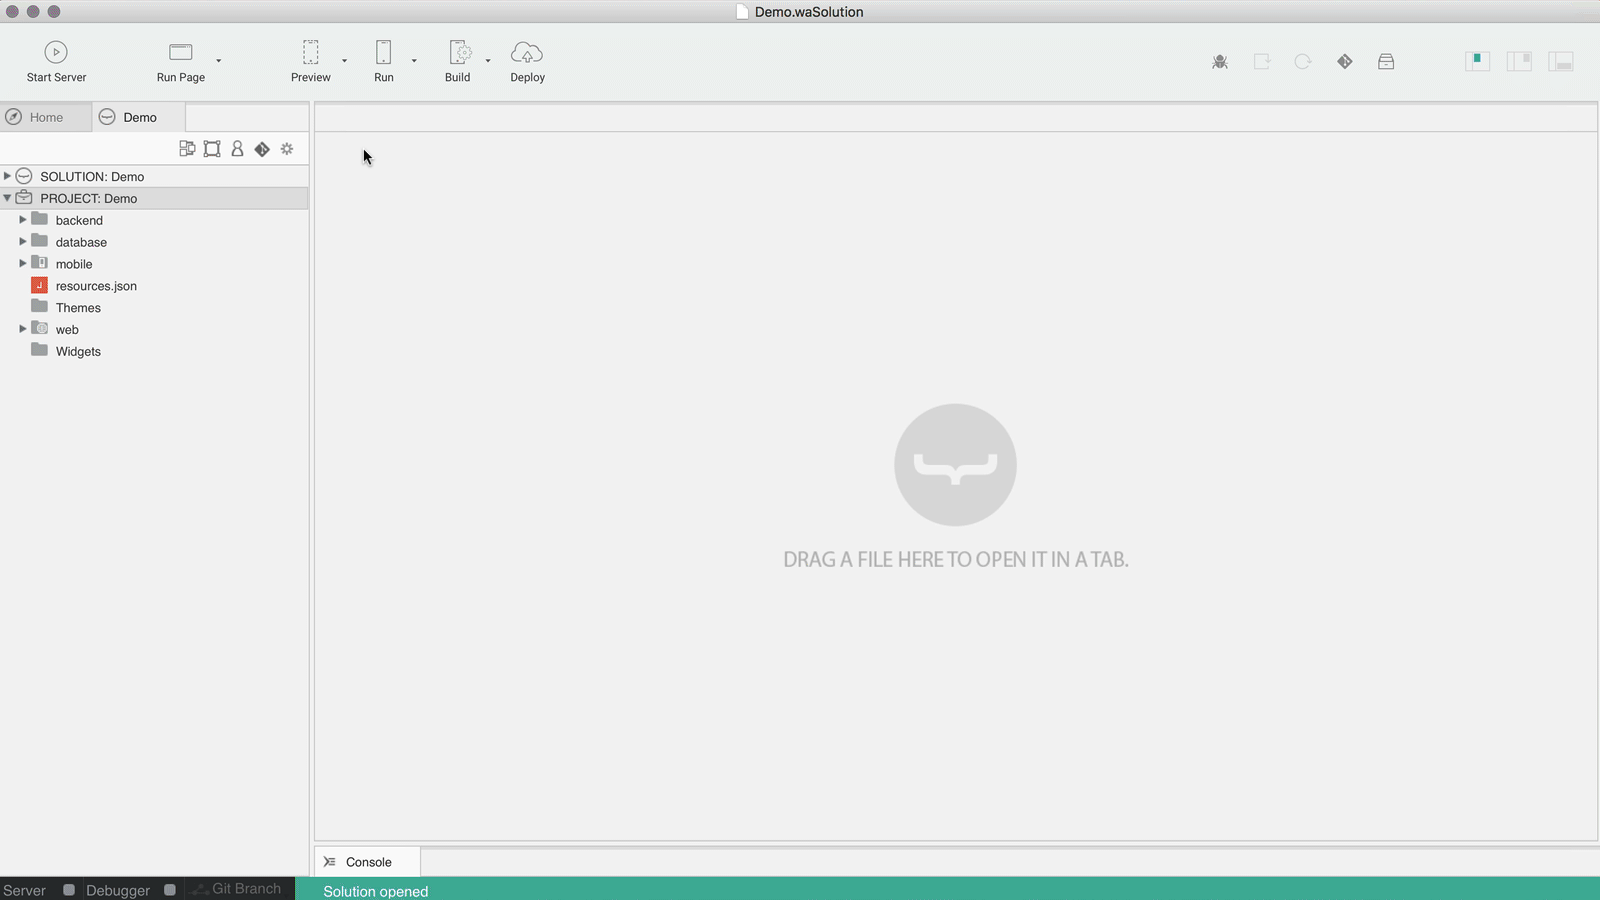 Demo.waSolution
Start Server
Run Page
Preview
Run
Build
Deploy
Home
Demo
SOLUTION: Demo
PROJECT: Demo
backend
database
mobile
resources.json
Themes
web
Widgets
DRAG A FILE HERE TO OPEN IT IN A TAB.
Console
Server
Debugger
Git Branch
Solution opened